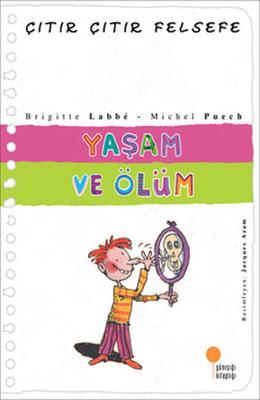 ÇITIR ÇITIR FELSEFE
Brigitte Labbé - Michel Puech
YAŞAM
VE ÖLÜM
Resimleyen: Jacques Azam
günışığı
kitaplığı